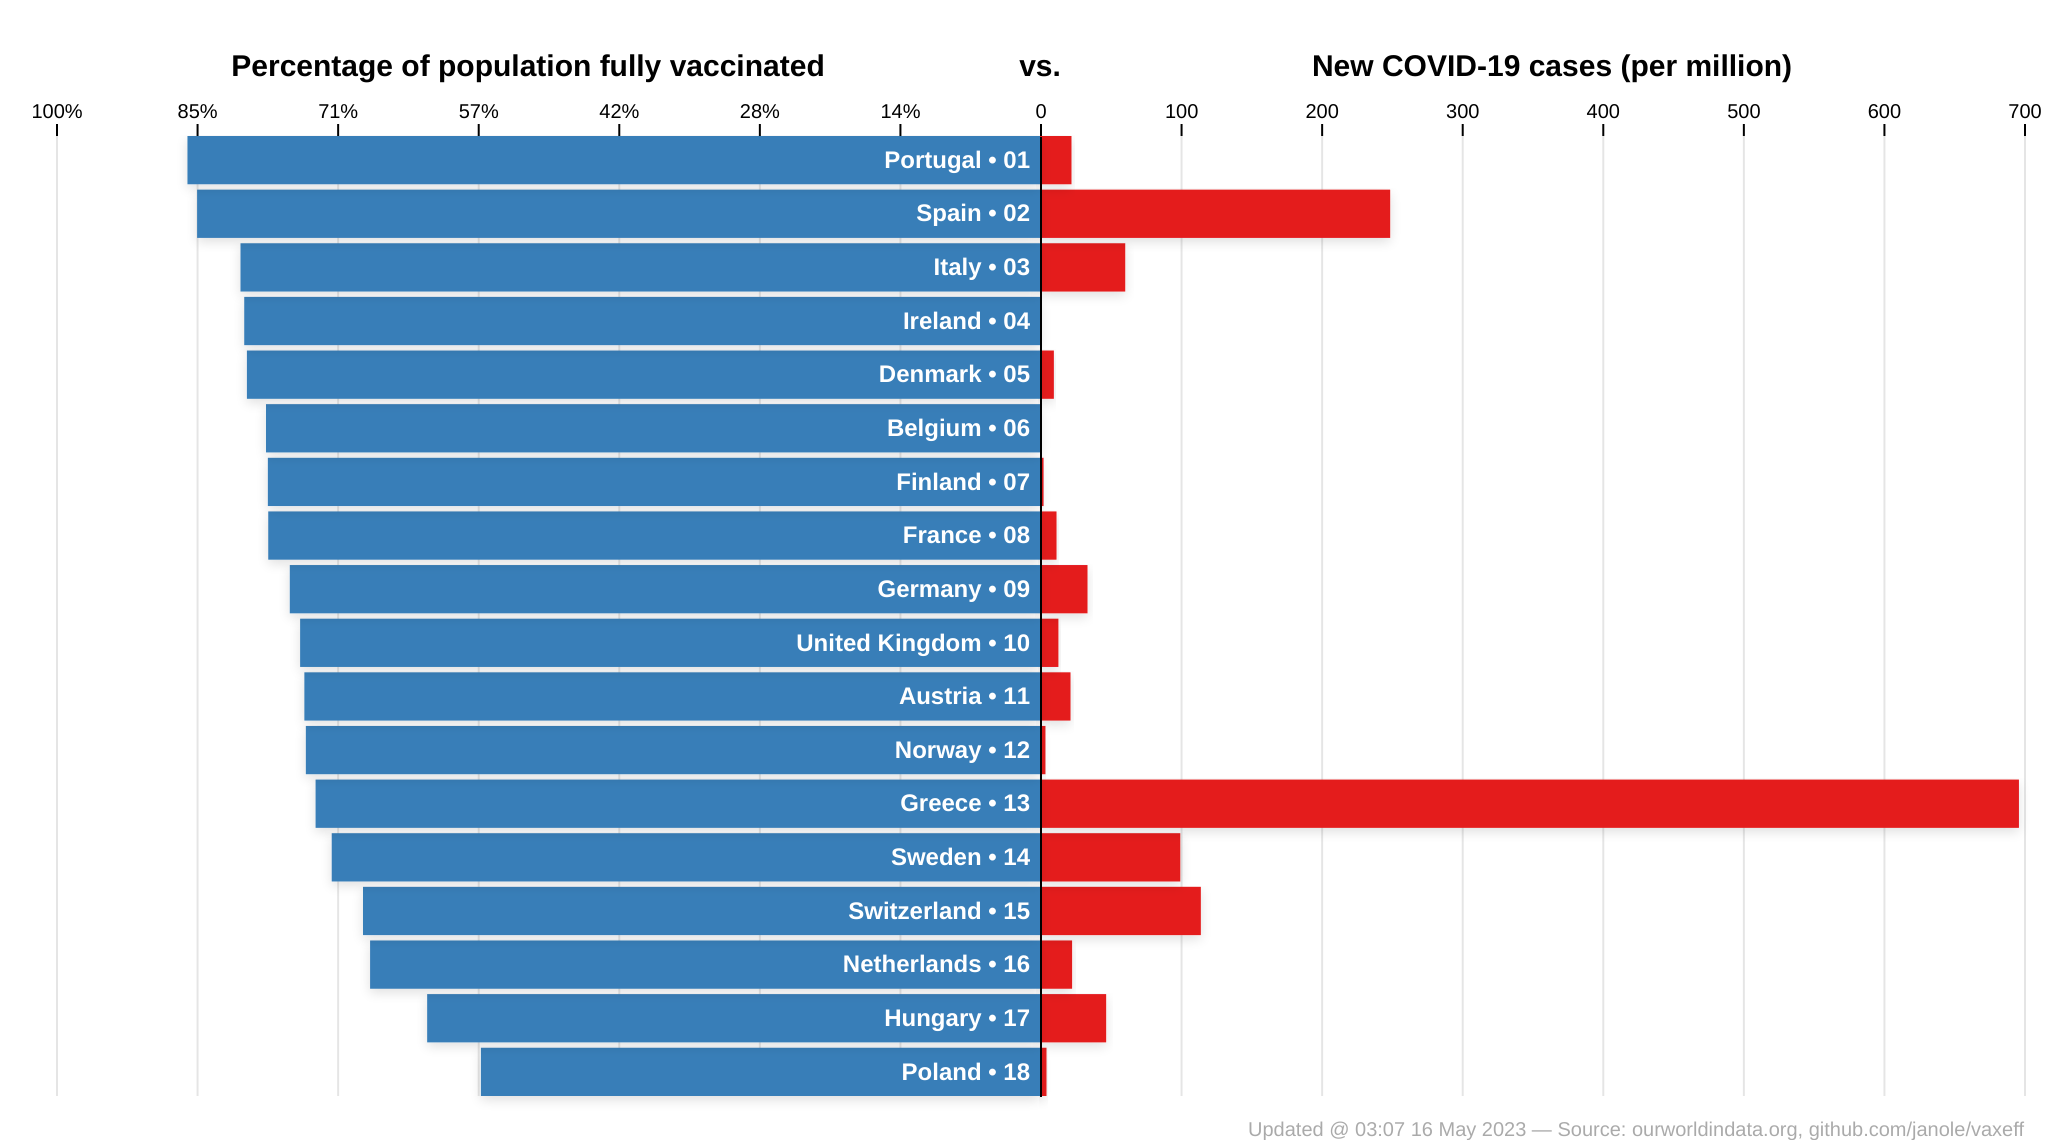 Percentage of population fully vaccinated vs. New COVID-19 cases (per million)
100% 85% 71% 57% 42% 28% 14% 0 100 200 300 400 500 600 700
Portugal • 01
Spain • 02
Italy • 03
Ireland • 04
Denmark • 05
Belgium • 06
Finland • 07
France • 08
Germany • 09
United Kingdom • 10
Austria • 11
Norway • 12
Greece • 13
Sweden • 14
Switzerland • 15
Netherlands • 16
Hungary • 17
Poland • 18
Updated @ 03:07 16 May 2023 — Source: ourworldindata.org, github.com/janole/vaxeff